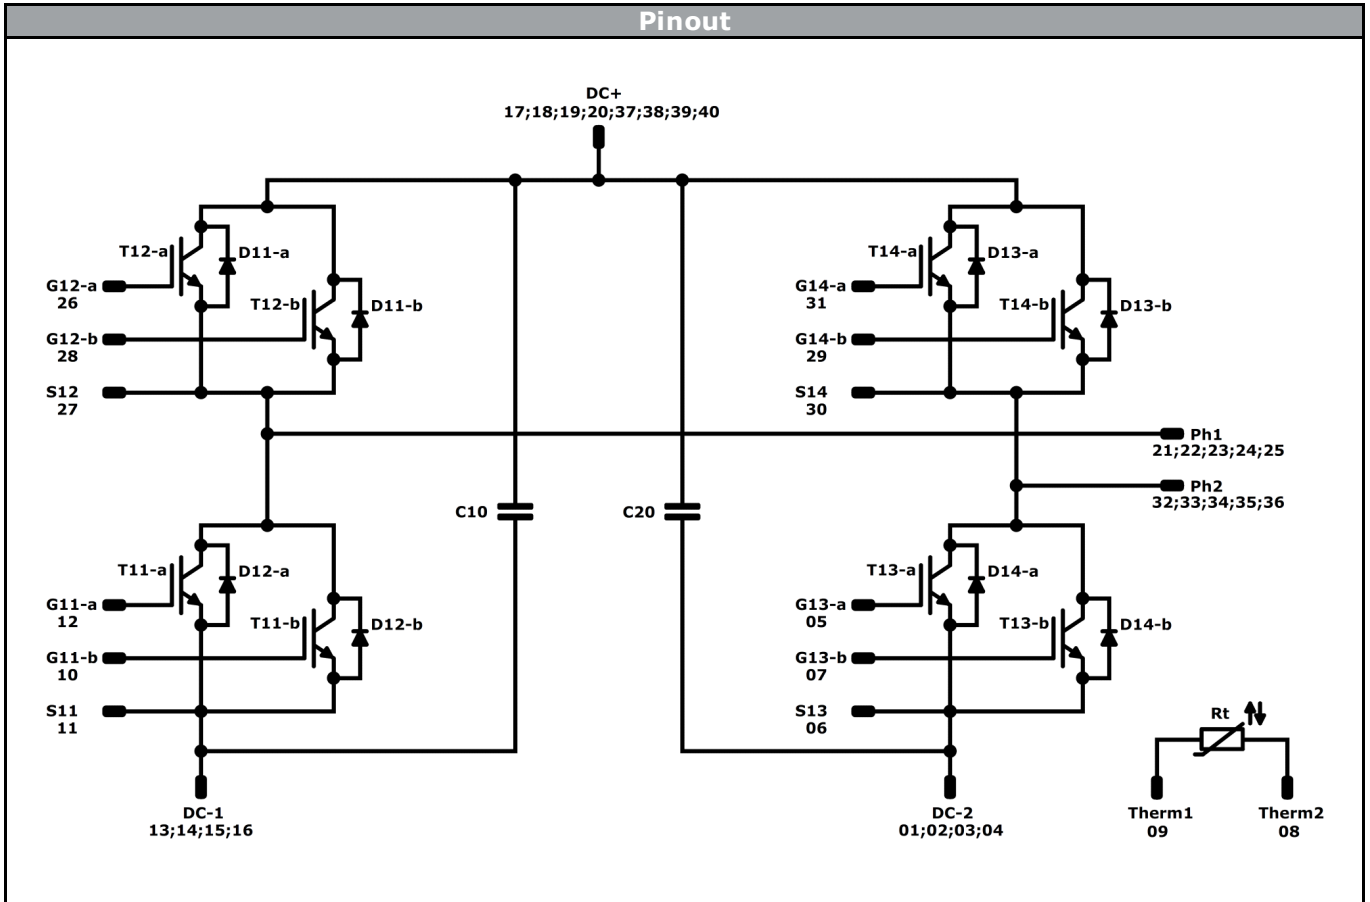 Pinout
DC+
17;18;19;20;37;38;39;40
T12-a
D11-a
G12-a
26
T12-b
D11-b
G12-b
28
S12
27
T14-a
D13-a
G14-a
31
T14-b
D13-b
G14-b
29
S14
30
Ph1
21;22;23;24;25
Ph2
32;33;34;35;36
C10
C20
T11-a
D12-a
G11-a
12
T11-b
D12-b
G11-b
10
S11
11
T13-a
D14-a
G13-a
05
T13-b
D14-b
G13-b
07
S13
06
Rt
DC-1
13;14;15;16
DC-2
01;02;03;04
Therm1
09
Therm2
08